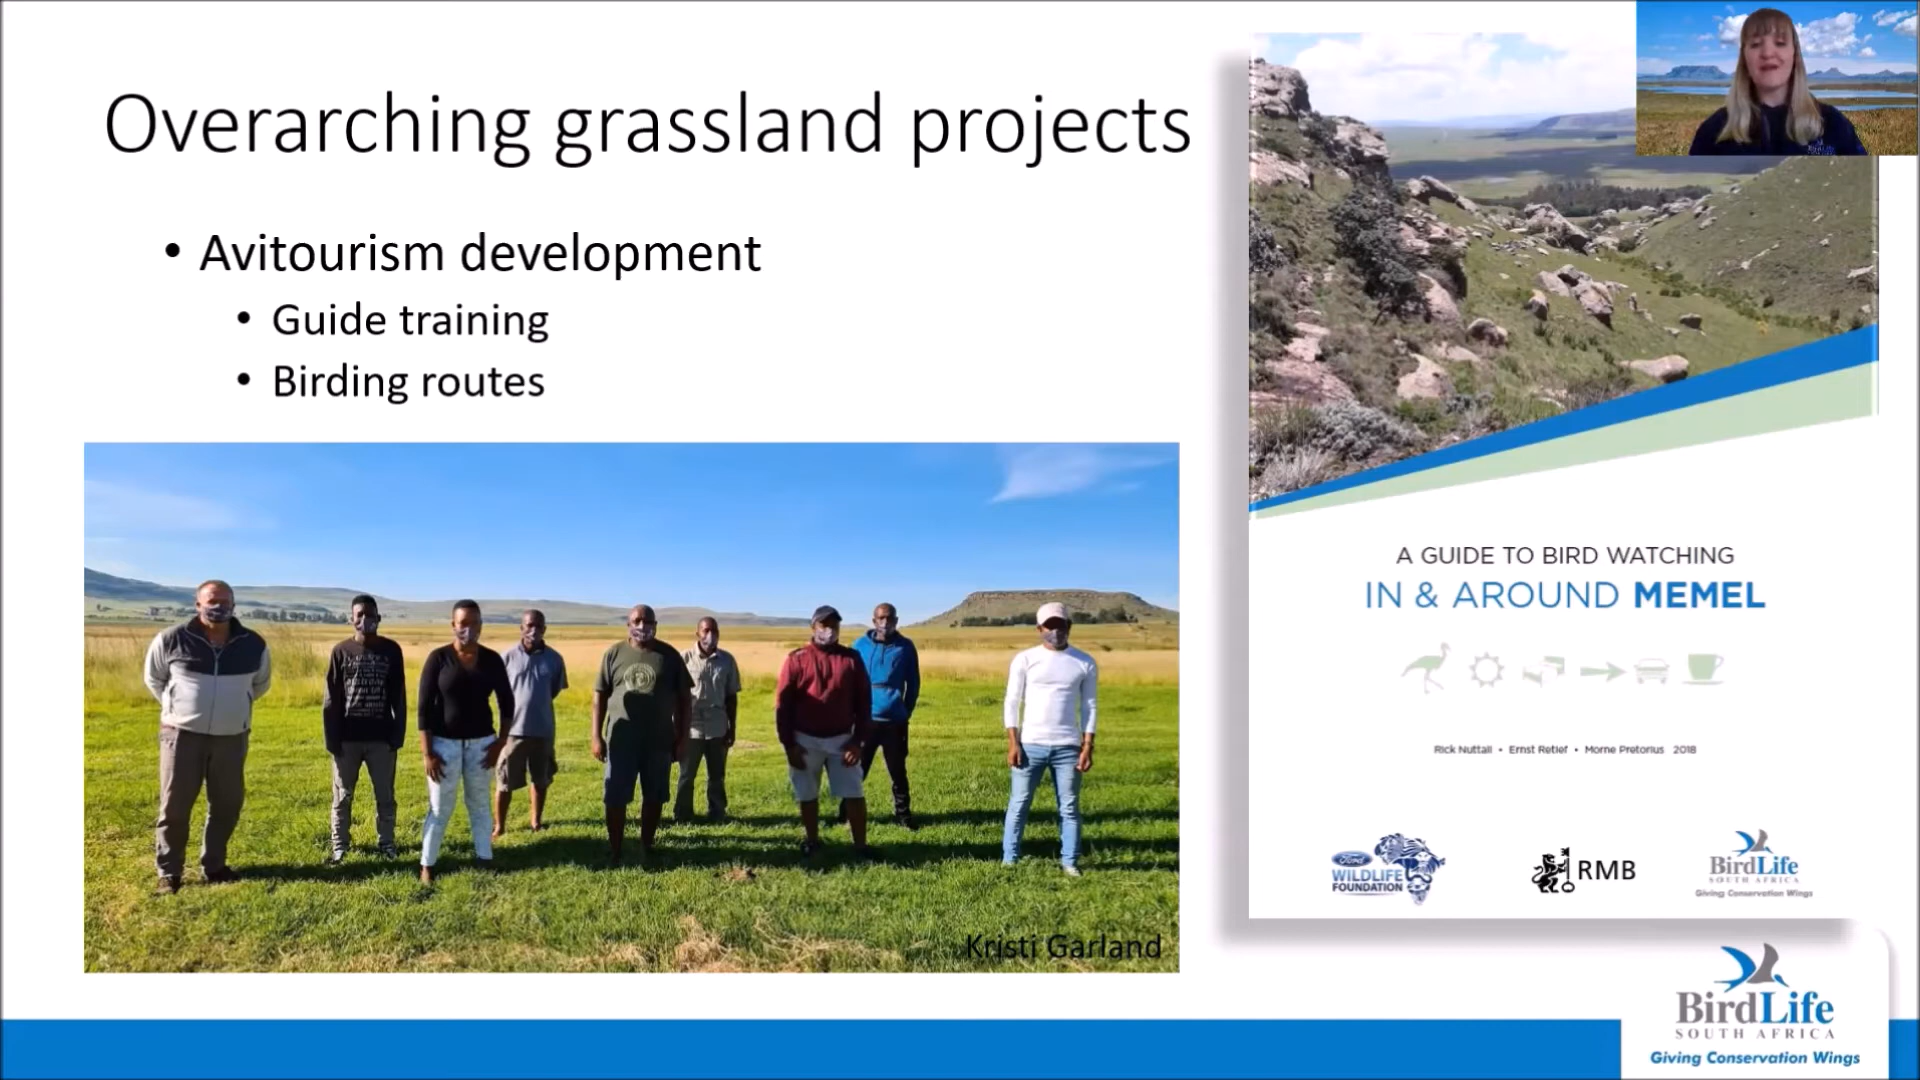 Overarching grassland projects
• Avitourism development
• Guide training
• Birding routes
Kristi Garland
A GUIDE TO BIRD WATCHING
IN & AROUND MEMEL
Rick Nuttall • Ernst Retief • Morne Pretorius 2018
Ford
WILDLIFE
FOUNDATION
RMB
BirdLife
SOUTH AFRICA
Giving Conservation Wings
BirdLife
SOUTH AFRICA
Giving Conservation Wings